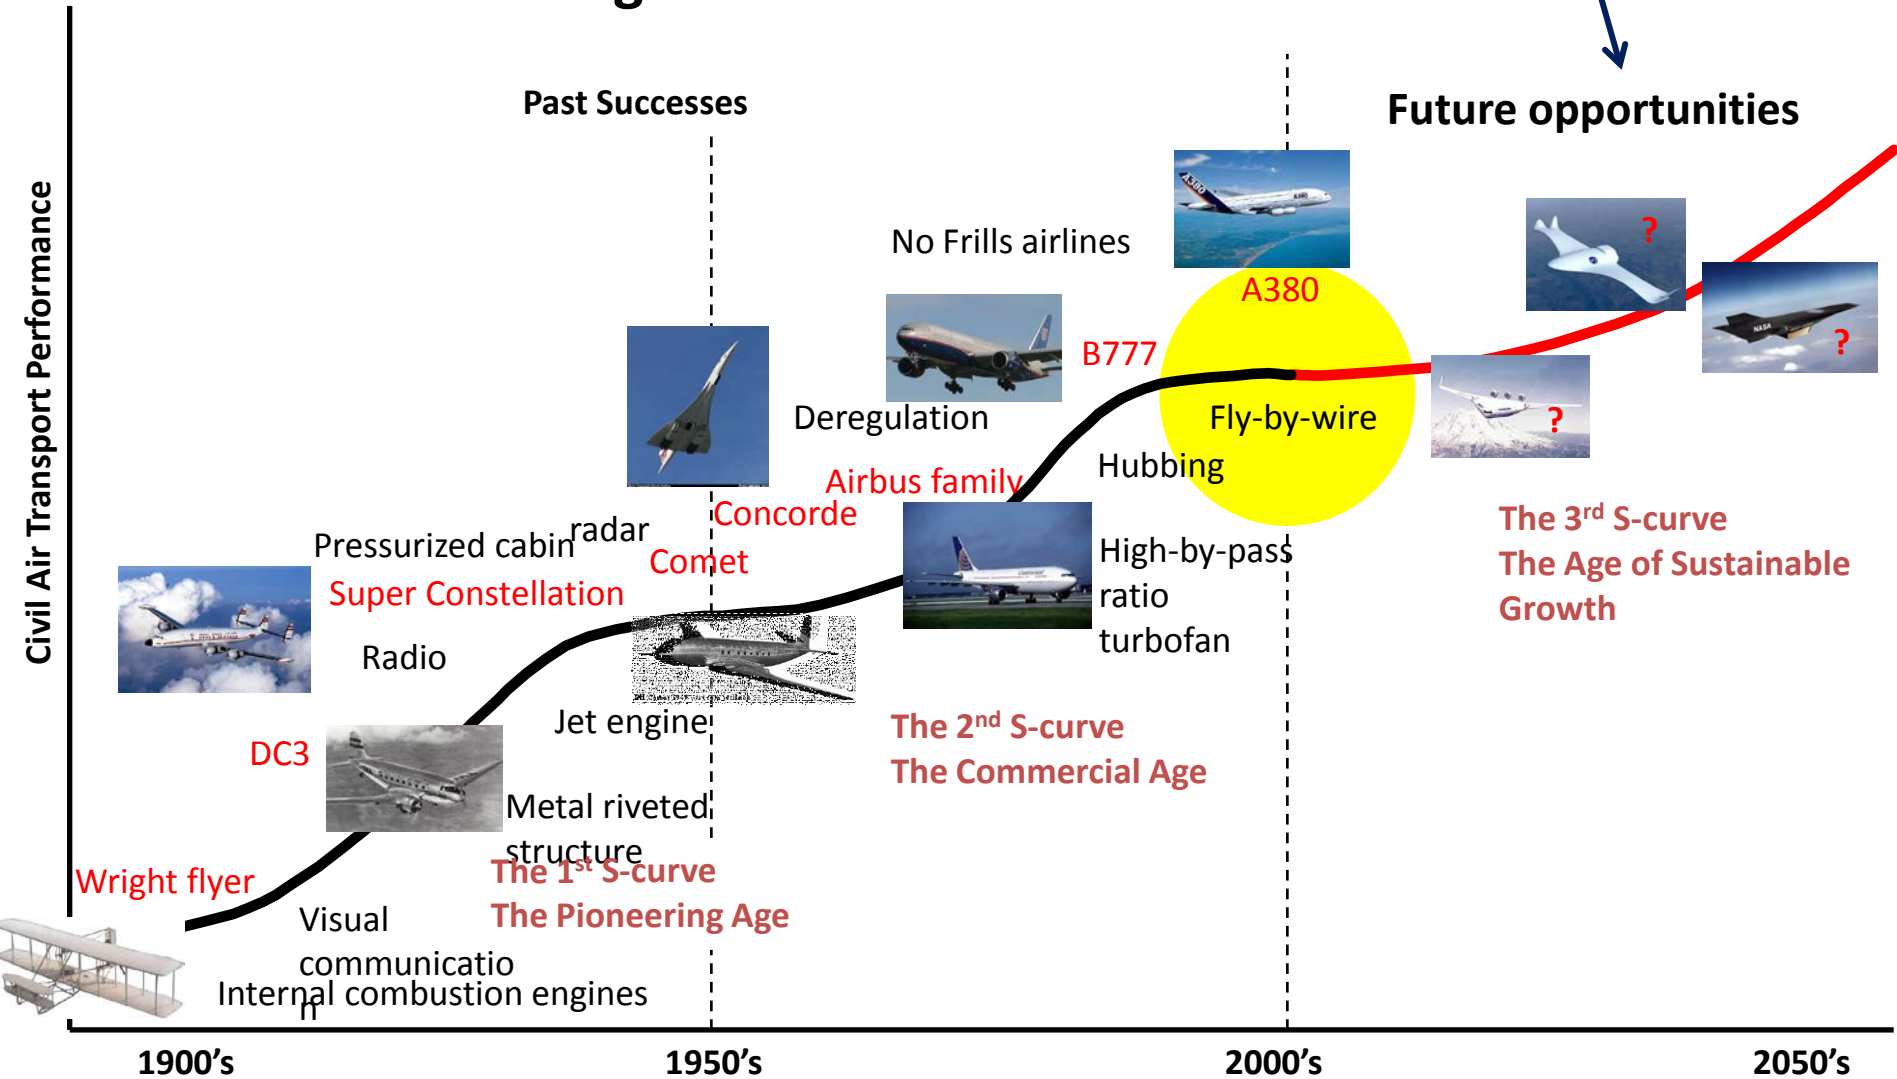 g
Past Successes
Future opportunities
Civil Air Transport Performance
No Frills airlines
A380
A380
A380
B777
?
?
NASA
?
Deregulation
Fly-by-wire
Hubbing
Airbus family
Concorde
radar
Pressurized cabin
Comet
Super Constellation
High-by-pass
ratio
turbofan
The 3rd S-curve
The Age of Sustainable
Growth
Radio
Jet engine
The 2nd S-curve
The Commercial Age
DC3
Metal riveted
structure
The 1st S-curve
The Pioneering Age
Wright flyer
Visual
communicatio
n
Internal combustion engines
1900's
1950's
2000's
2050's